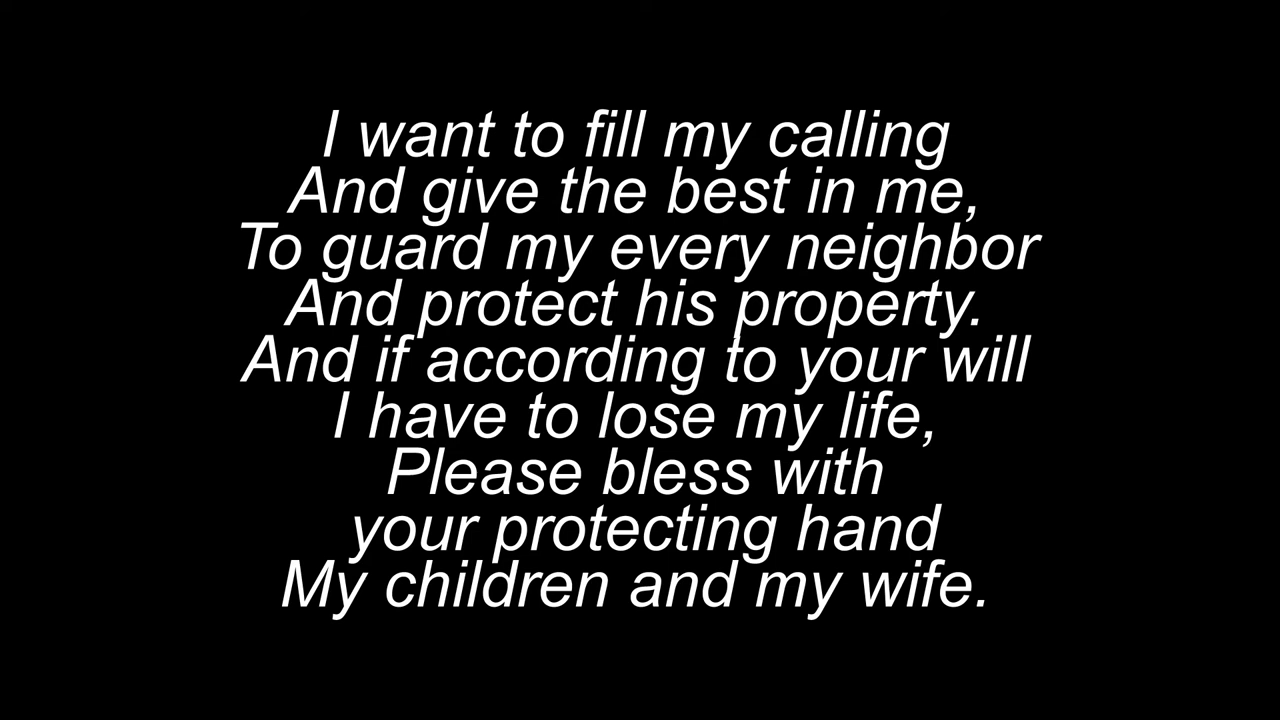 I want to fill my calling
And give the best in me,
To guard my every neighbor
And protect his property.
And if according to your will
I have to lose my life,
Please bless with
your protecting hand
My children and my wife.